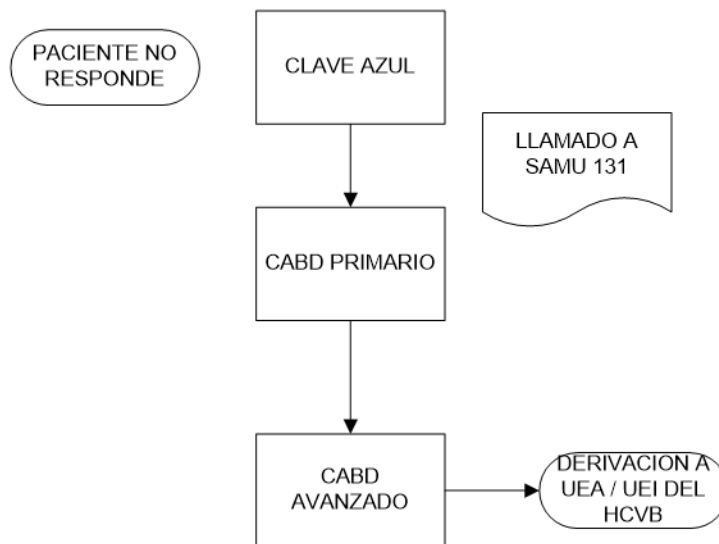 PACIENTE NO
RESPONDE
CLAVE AZUL
LLAMADO A
SAMU 131
CABD PRIMARIO
CABD
AVANZADO
DERIVACION A
UEA / UEI DEL
HCVB